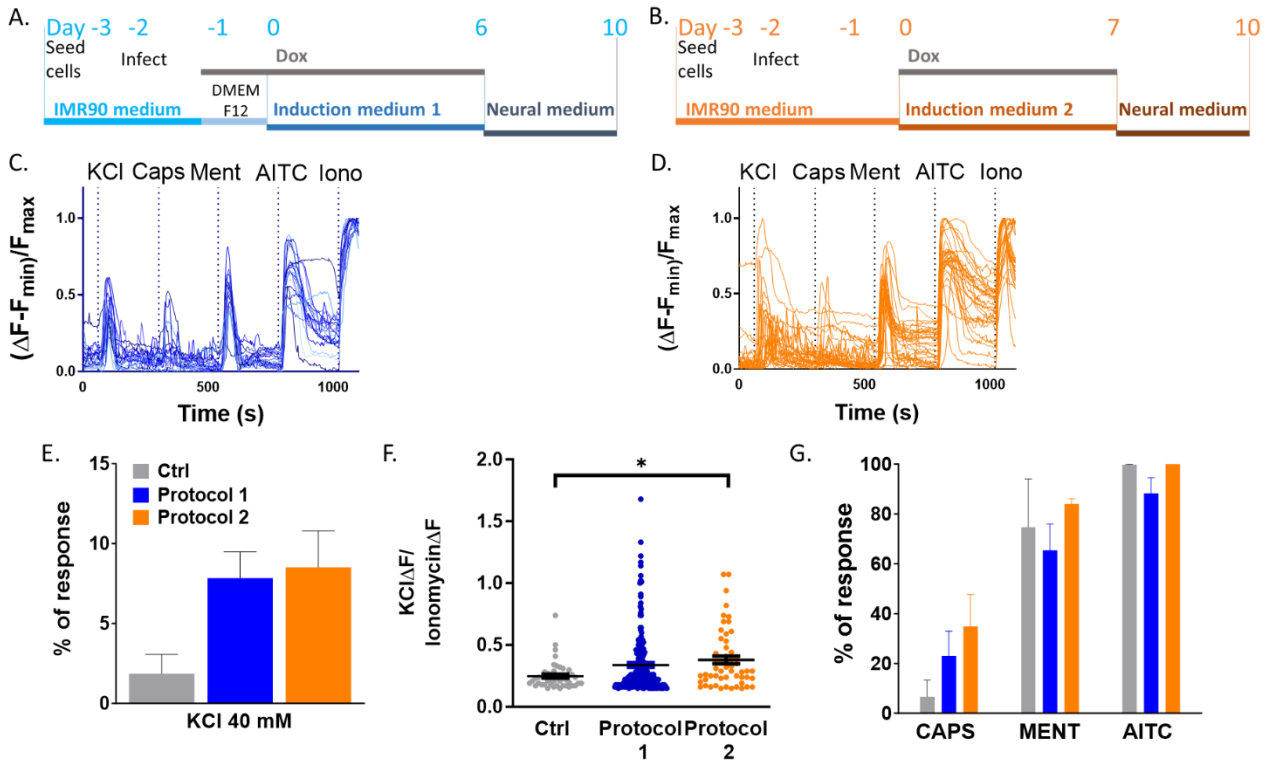 A.
Day -3 -2 -1 0 6 10
Seed
cells
Infect
Dox
IMR90 medium
DMEM
F12
Induction medium 1
Neural medium
B.
Day -3 -2 -1 0 7 10
Seed
cells
Infect
Dox
IMR90 medium
Induction medium 2
Neural medium
C.
KCl Caps Ment AITC Iono
(ΔF-Fmin)/Fmax
1.0
0.5
0.0
0 500 1000
Time (s)
D.
KCl Caps Ment AITC Iono
(ΔF-Fmin)/Fmax
1.0
0.5
0.0
0 500 1000
Time (s)
E.
% of response
15
10
5
0
Ctrl
Protocol 1
Protocol 2
KCl 40 mM
F.
KClΔF/
IonomycinΔF
2.0
1.5
1.0
0.5
0.0
*
Ctrl Protocol Protocol
1 2
G.
% of response
100
80
60
40
20
0
CAPS MENT AITC